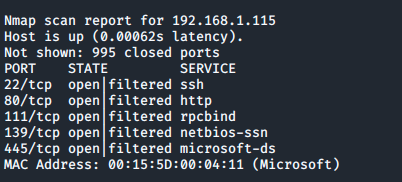 Nmap scan report for 192.168.1.115
Host is up (0.00062s latency).
Not shown: 995 closed ports
PORT    STATE         SERVICE
22/tcp  open|filtered ssh
80/tcp  open|filtered http
111/tcp open|filtered rpcbind
139/tcp open|filtered netbios-ssn
445/tcp open|filtered microsoft-ds
MAC Address: 00:15:5D:00:04:11 (Microsoft)